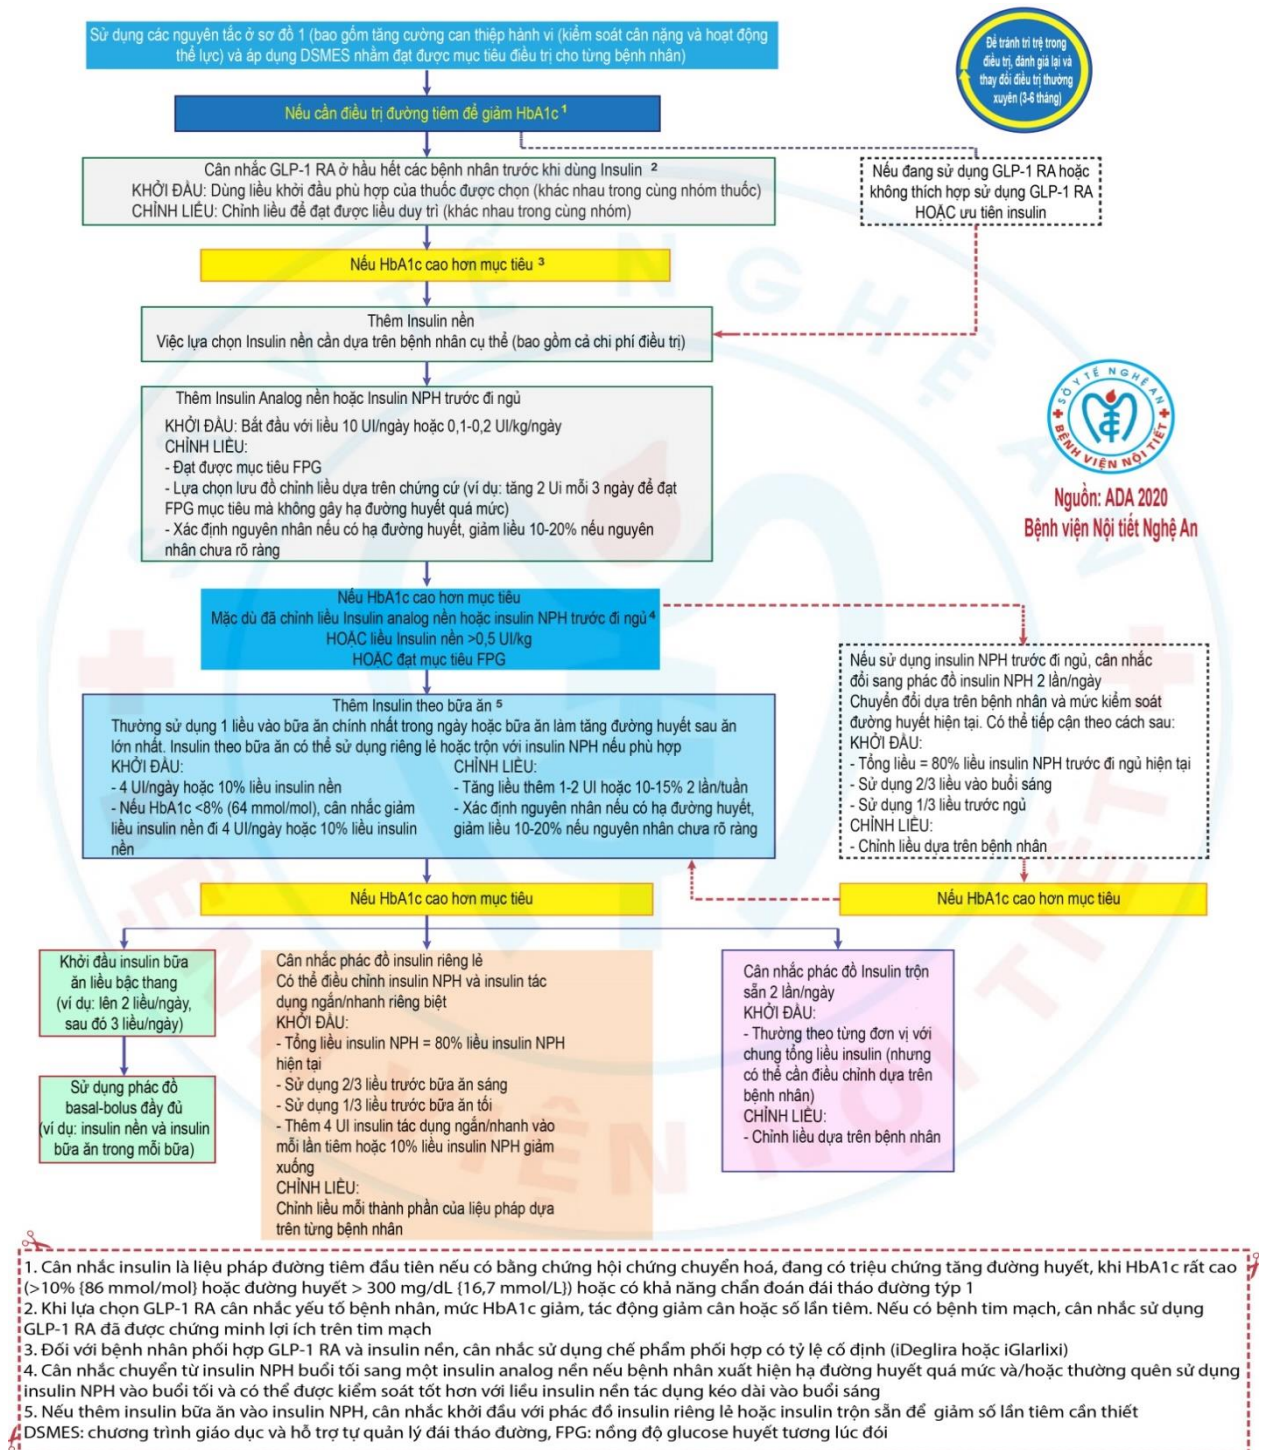 Sử dụng các nguyên tắc ở sơ đồ 1 (bao gồm tăng cường can thiệp hành vi (kiểm soát cân nặng và hoạt động
thể lực) và áp dụng DSMES nhằm đạt được mục tiêu điều trị cho từng bệnh nhân)
Để tránh trì trệ trong
điều trị, đánh giá lại và
thay đổi điều trị thường
xuyên (3-6 tháng)
Nếu cần điều trị đường tiêm để giảm HbA1c 1
Cân nhắc GLP-1 RA ở hầu hết các bệnh nhân trước khi dùng Insulin 2
KHỞI ĐẦU: Dùng liều khởi đầu phù hợp của thuốc được chọn (khác nhau trong cùng nhóm thuốc)
CHỈNH LIỀU: Chỉnh liều để đạt được liều duy trì (khác nhau trong cùng nhóm)
Nếu đang sử dụng GLP-1 RA hoặc
không thích hợp sử dụng GLP-1 RA
HOẶC ưu tiên insulin
Nếu HbA1c cao hơn mục tiêu 3
Thêm Insulin nền
Việc lựa chọn Insulin nền cần dựa trên bệnh nhân cụ thể (bao gồm cả chi phí điều trị)
Thêm Insulin Analog nền hoặc Insulin NPH trước đi ngủ
KHỞI ĐẦU: Bắt đầu với liều 10 UI/ngày hoặc 0,1-0,2 UI/kg/ngày
CHỈNH LIỀU:
- Đạt được mục tiêu FPG
- Lựa chọn lưu đồ chỉnh liều dựa trên chứng cứ (ví dụ: tăng 2 Ui mỗi 3 ngày để đạt
FPG mục tiêu mà không gây hạ đường huyết quá mức)
- Xác định nguyên nhân nếu có hạ đường huyết, giảm liều 10-20% nếu nguyên
nhân chưa rõ ràng
SỞ Y TẾ NGHỆ AN
BỆNH VIỆN NỘI TIẾT
Nguồn: ADA 2020
Bệnh viện Nội tiết Nghệ An
Nếu HbA1c cao hơn mục tiêu
Mặc dù đã chỉnh liều Insulin analog nền hoặc insulin NPH trước đi ngủ 4
HOẶC liều Insulin nền >0,5 UI/kg
HOẶC đạt mục tiêu FPG
Nếu sử dụng insulin NPH trước đi ngủ, cân nhắc
đổi sang phác đồ insulin NPH 2 lần/ngày
Chuyển đổi dựa trên bệnh nhân và mức kiểm soát
đường huyết hiện tại. Có thể tiếp cận theo cách sau:
KHỞI ĐẦU:
- Tổng liều = 80% liều insulin NPH trước đi ngủ hiện tại
- Sử dụng 2/3 liều vào buổi sáng
- Sử dụng 1/3 liều trước ngủ
CHỈNH LIỀU:
- Chỉnh liều dựa trên bệnh nhân
Thêm Insulin theo bữa ăn 5
Thường sử dụng 1 liều vào bữa ăn chính nhất trong ngày hoặc bữa ăn làm tăng đường huyết sau ăn
lớn nhất. Insulin theo bữa ăn có thể sử dụng riêng lẻ hoặc trộn với insulin NPH nếu phù hợp
KHỞI ĐẦU:
- 4 UI/ngày hoặc 10% liều insulin nền
- Nếu HbA1c <8% (64 mmol/mol), cân nhắc giảm
liều insulin nền đi 4 UI/ngày hoặc 10% liều insulin
nền
CHỈNH LIỀU:
- Tăng liều thêm 1-2 UI hoặc 10-15% 2 lần/tuần
- Xác định nguyên nhân nếu có hạ đường huyết,
giảm liều 10-20% nếu nguyên nhân chưa rõ ràng
Nếu HbA1c cao hơn mục tiêu
Nếu HbA1c cao hơn mục tiêu
Khởi đầu insulin bữa
ăn liều bậc thang
(ví dụ: lên 2 liều/ngày,
sau đó 3 liều/ngày)
Sử dụng phác đồ
basal-bolus đầy đủ
(ví dụ: insulin nền và insulin
bữa ăn trong mỗi bữa)
Cân nhắc phác đồ insulin riêng lẻ
Có thể điều chỉnh insulin NPH và insulin tác
dụng ngắn/nhanh riêng biệt
KHỞI ĐẦU:
- Tổng liều insulin NPH = 80% liều insulin NPH
hiện tại
- Sử dụng 2/3 liều trước bữa ăn sáng
- Sử dụng 1/3 liều trước bữa ăn tối
- Thêm 4 UI insulin tác dụng ngắn/nhanh vào
mỗi lần tiêm hoặc 10% liều insulin NPH giảm
xuống
CHỈNH LIỀU:
Chỉnh liều mỗi thành phần của liệu pháp dựa
trên từng bệnh nhân
Cân nhắc phác đồ Insulin trộn
sẵn 2 lần/ngày
KHỞI ĐẦU:
- Thường theo từng đơn vị với
chung tổng liều insulin (nhưng
có thể cần điều chỉnh dựa trên
bệnh nhân)
CHỈNH LIỀU:
- Chỉnh liều dựa trên bệnh nhân
1. Cân nhắc insulin là liệu pháp đường tiêm đầu tiên nếu có bằng chứng hội chứng chuyển hoá, đang có triệu chứng tăng đường huyết, khi HbA1c rất cao
(>10% {86 mmol/mol} hoặc đường huyết > 300 mg/dL {16,7 mmol/L}) hoặc có khả năng chẩn đoán đái tháo đường týp 1
2. Khi lựa chọn GLP-1 RA cân nhắc yếu tố bệnh nhân, mức HbA1c giảm, tác động giảm cân hoặc số lần tiêm. Nếu có bệnh tim mạch, cân nhắc sử dụng
GLP-1 RA đã được chứng minh lợi ích trên tim mạch
3. Đối với bệnh nhân phối hợp GLP-1 RA và insulin nền, cân nhắc sử dụng chế phẩm phối hợp có tỷ lệ cố định (iDeglira hoặc iGlarlixi)
4. Cân nhắc chuyển từ insulin NPH buổi tối sang một insulin analog nền nếu bệnh nhân xuất hiện hạ đường huyết quá mức và/hoặc thường quên sử dụng
insulin NPH vào buổi tối và có thể được kiểm soát tốt hơn với liều insulin nền tác dụng kéo dài vào buổi sáng
5. Nếu thêm insulin bữa ăn vào insulin NPH, cân nhắc khởi đầu với phác đồ insulin riêng lẻ hoặc insulin trộn sẵn để giảm số lần tiêm cần thiết
DSMES: chương trình giáo dục và hỗ trợ tự quản lý đái tháo đường, FPG: nồng độ glucose huyết tương lúc đói